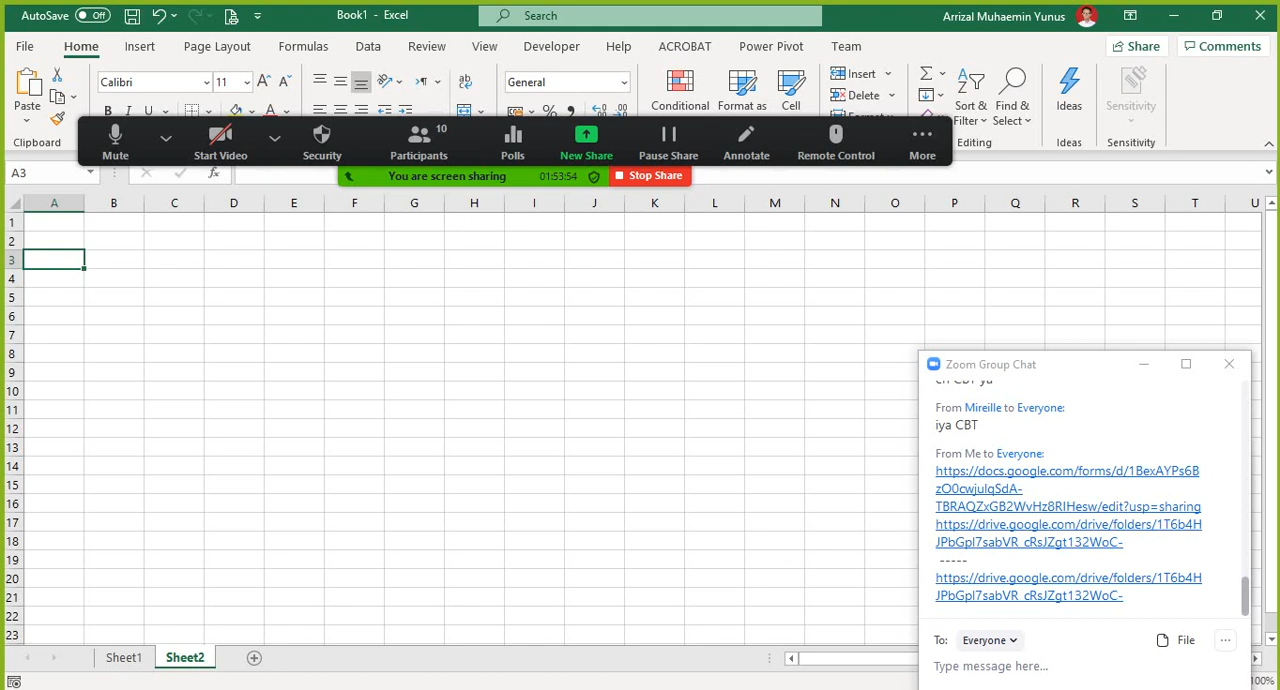 AutoSave Off Book1 - Excel Search Arrizal Muhaemin Yunus
File Home Insert Page Layout Formulas Data Review View Developer Help ACROBAT Power Pivot Team Share Comments
Calibri 11 General Insert
Delete
Paste Conditional Format as Cell Sort & Find & Ideas Sensitivity
B I U Filter Select
Clipboard Editing Ideas Sensitivity
10
Mute Start Video Security Participants Polls New Share Pause Share Annotate Remote Control More
A3 fx You are screen sharing 01:53:54 Stop Share
A B C D E F G H I J K L M N O P Q R S T U
1
2
3
4
5
6
7
8
9
10
11
12
13
14
15
16
17
18
19
20
21
22
23
Zoom Group Chat
From Mireille to Everyone:
iya CBT
From Me to Everyone:
https://docs.google.com/forms/d/1BexAYPs6B
zO0cwjulqSdA-
TBRAQZxGB2WvHz8RIHesw/edit?usp=sharing
https://drive.google.com/drive/folders/1T6b4H
JPbGpl7sabVR_cRsJZgt132WoC-
-----
https://drive.google.com/drive/folders/1T6b4H
JPbGpl7sabVR_cRsJZgt132WoC-
To: Everyone File
Type message here...
Sheet1 Sheet2
100%